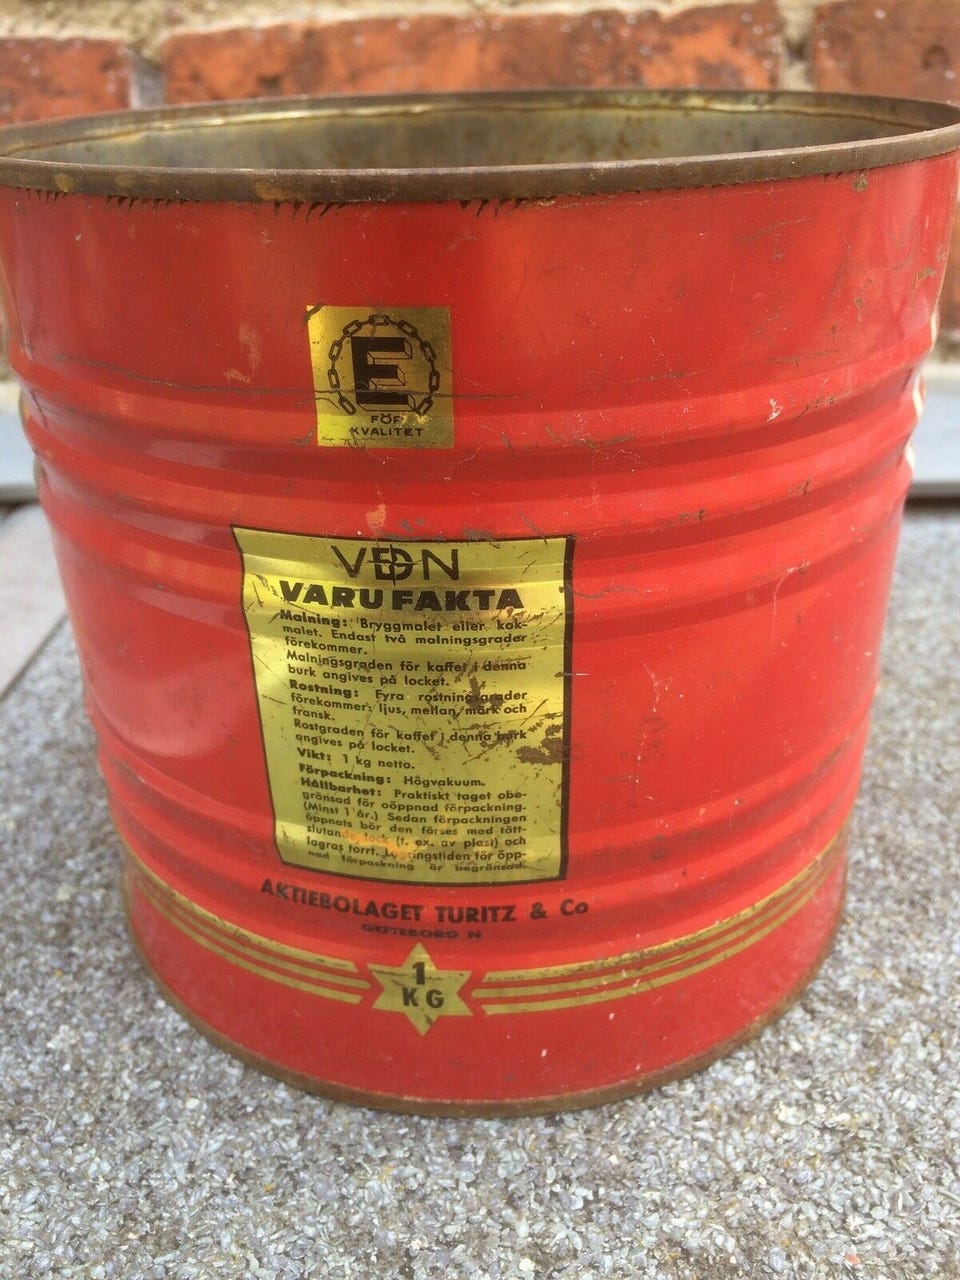 E
FÖR
KVALITET
VDN
VARUFAKTA
Malning: Bryggmalet eller kok-
malet. Endast två malningsgrader
förekommer.
Malningsgraden för kaffet i denna
burk angives på locket.
Rostning: Fyra rostningsgrader
förekommer: ljus, mellan, mörk och
fransk.
Rostgraden för kaffet i denna burk
angives på locket.
Vikt: 1 kg netto.
Förpackning: Högvakuum.
Hållbarhet: Praktiskt taget obe-
gränsad för oöppnad förpackning.
(Minst 1 år.) Sedan förpackningen
öppnats bör den förses med tätt-
slutande lock (t. ex. av plast) och
lagras torrt. Lagringstiden för öpp-
nad förpackning är begränsad.
AKTIEBOLAGET TURITZ & Co
GÖTEBORG N
1
KG